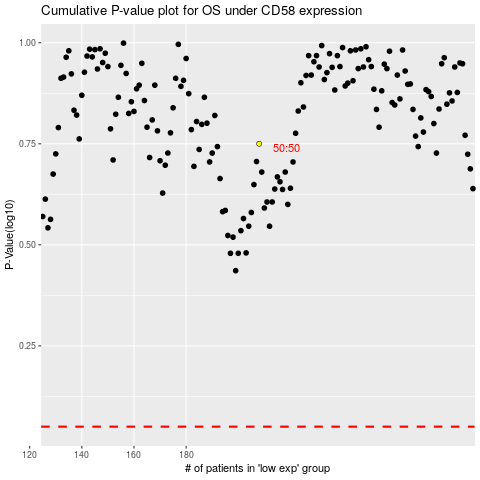 Cumulative P-value plot for OS under CD58 expression
P-Value(log10)
1.00
0.75
0.50
0.25
50:50
120 140 160 180
# of patients in 'low exp' group